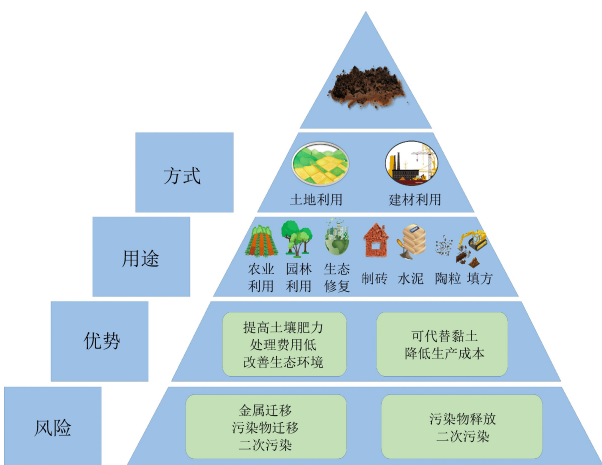 方式
土地利用
建材利用
用途
农业
利用
园林
利用
生态
修复
制砖
水泥
陶粒
填方
优势
提高土壤肥力
处理费用低
改善生态环境
可代替黏土
降低生产成本
风险
金属迁移
污染物迁移
二次污染
污染物释放
二次污染